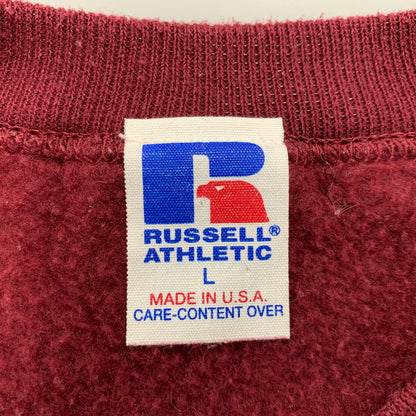 R
RUSSELL®
ATHLETIC
L
MADE IN U.S.A.
CARE-CONTENT OVER